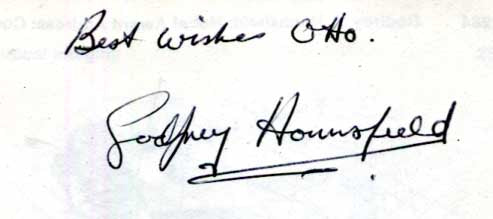 Best wishes Otto.
Godfrey Hounsfield